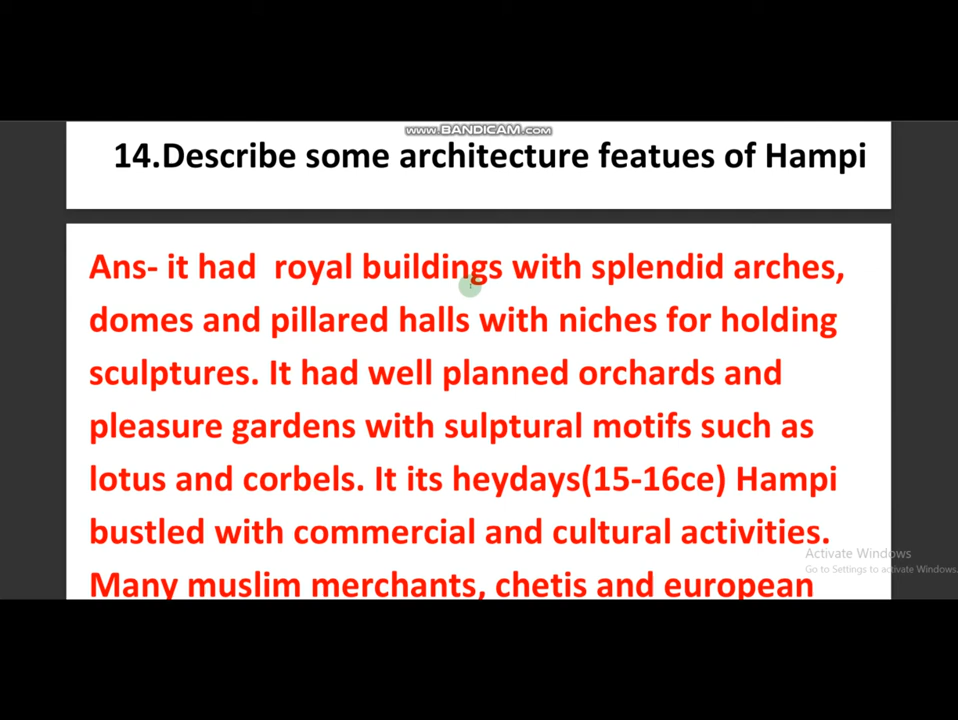 www.BANDICAM.com
14.Describe some architecture featues of Hampi
Ans- it had royal buildings with splendid arches,
domes and pillared halls with niches for holding
sculptures. It had well planned orchards and
pleasure gardens with sulptural motifs such as
lotus and corbels. It its heydays(15-16ce) Hampi
bustled with commercial and cultural activities.
Activate Windows
Go to Settings to activate Windows.
Many muslim merchants, chetis and european